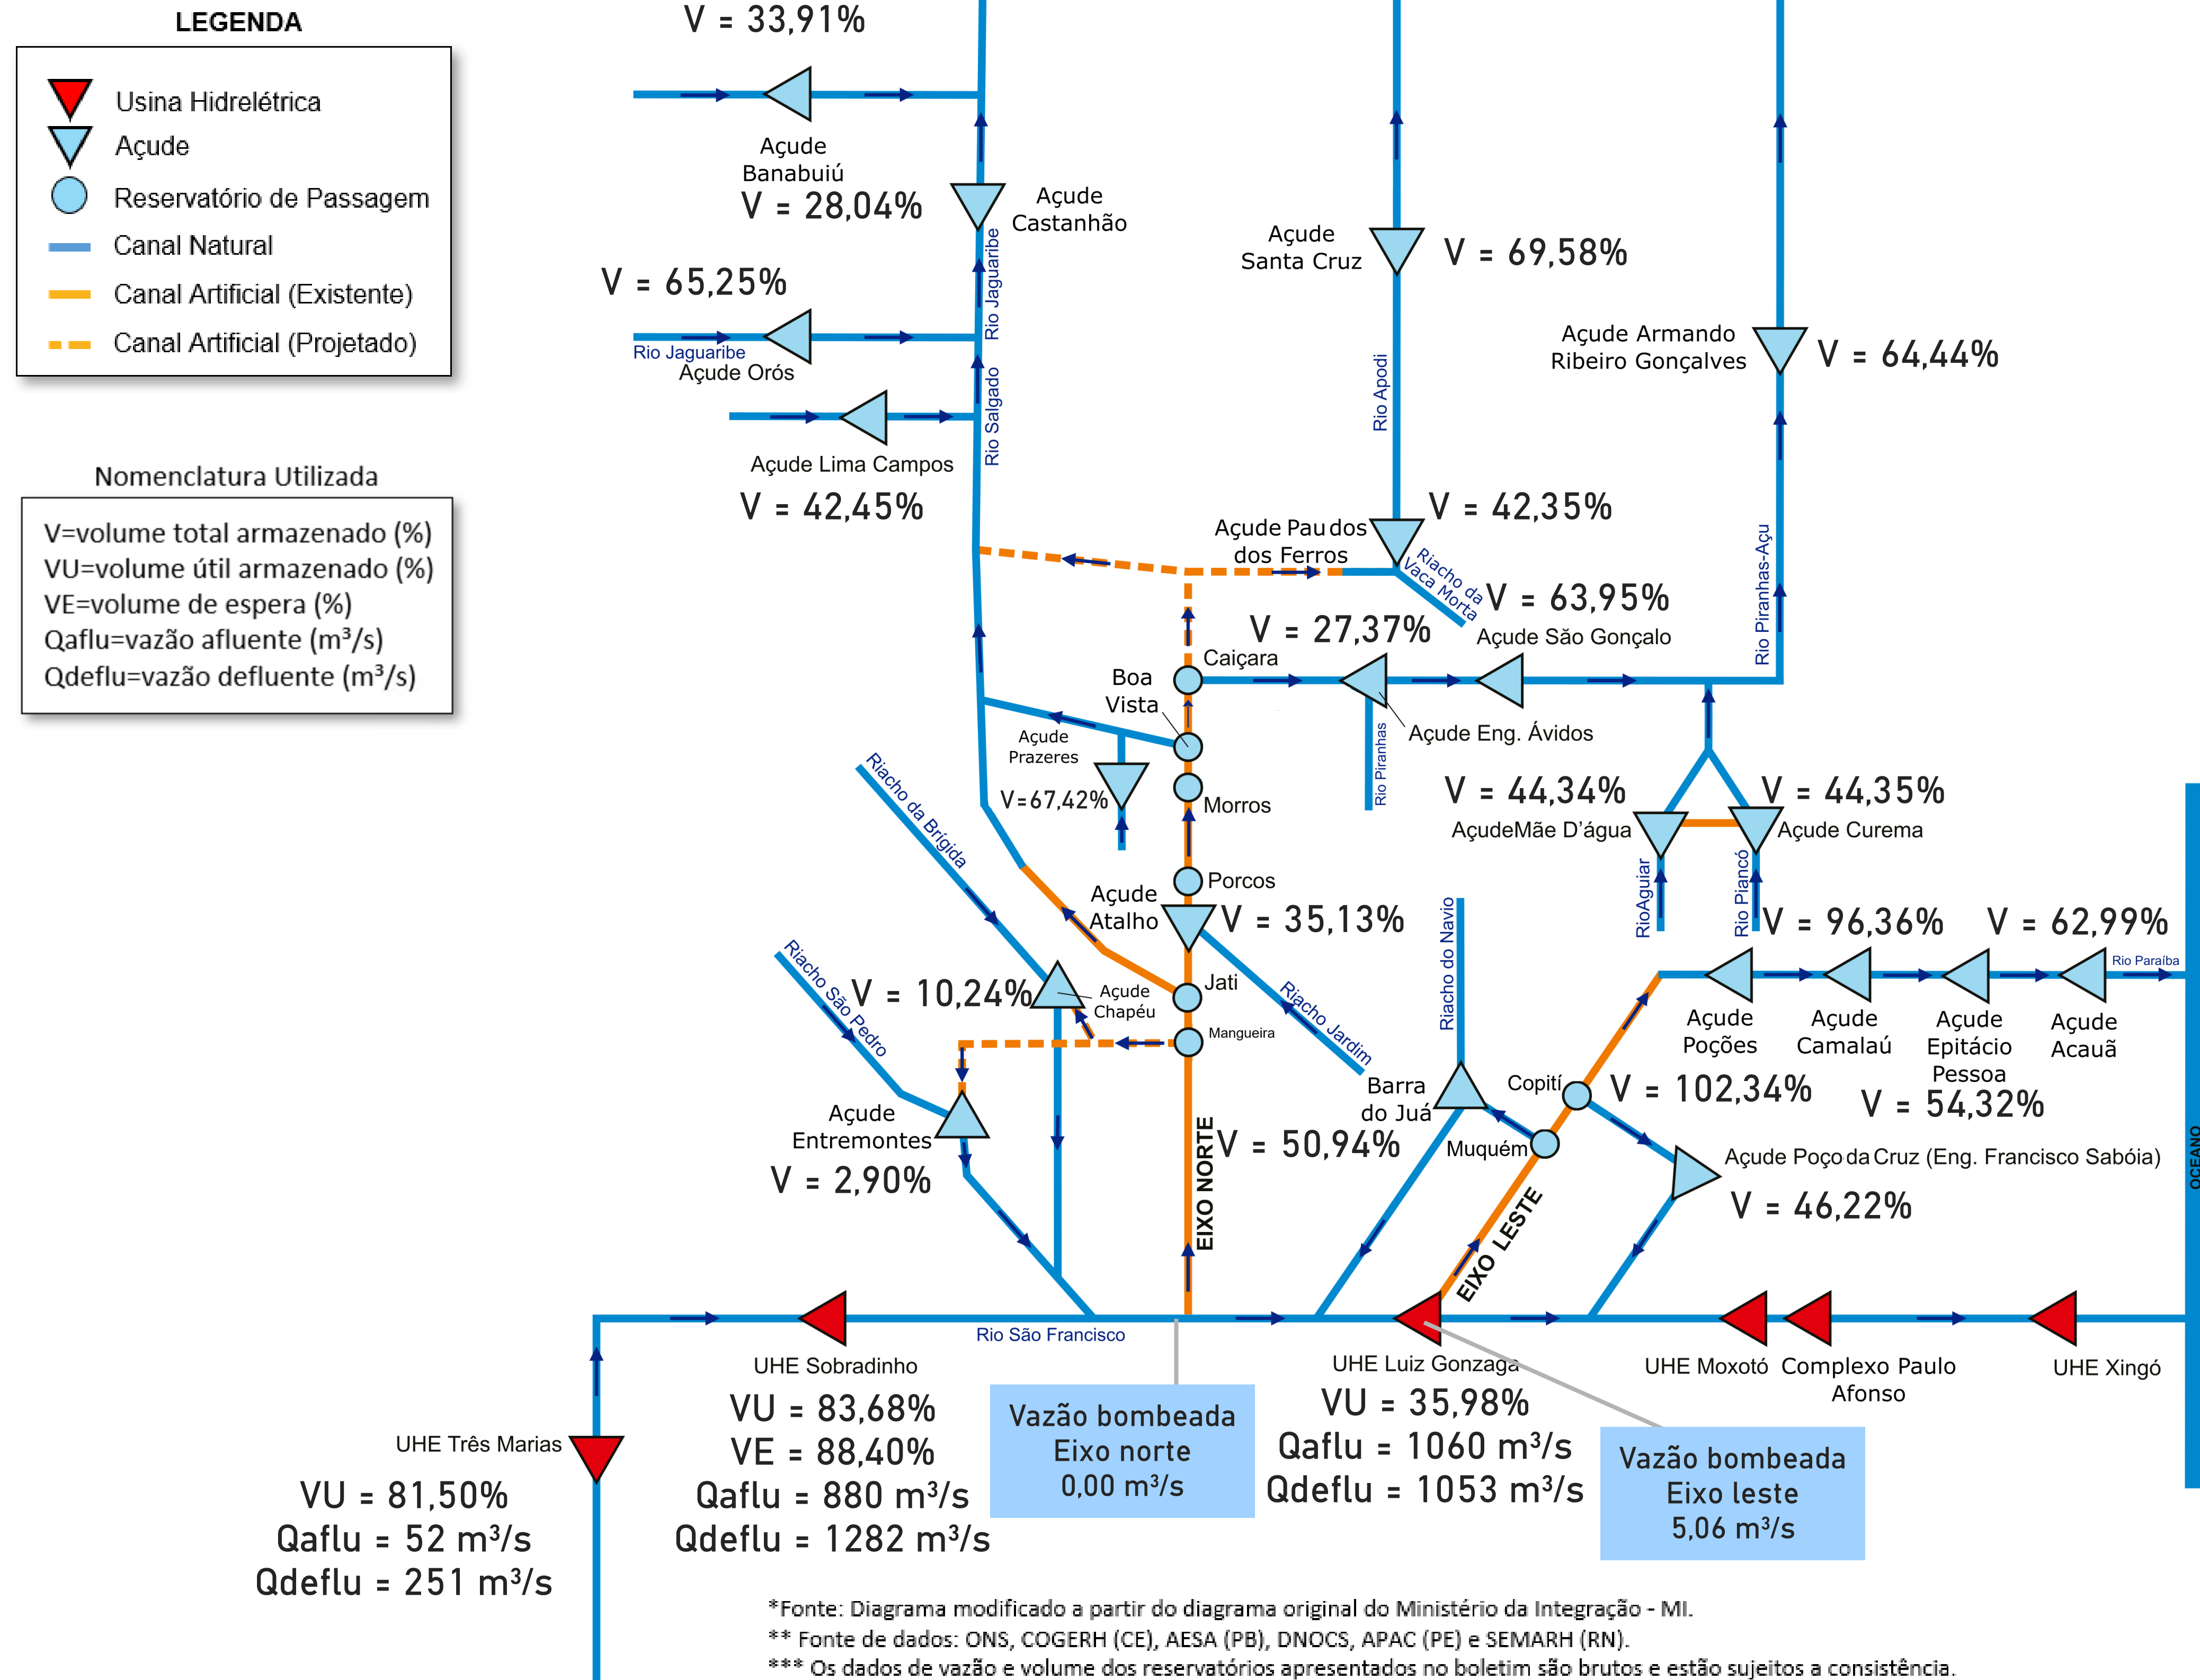 LEGENDA
Usina Hidrelétrica
Açude
Reservatório de Passagem
Canal Natural
Canal Artificial (Existente)
Canal Artificial (Projetado)
Nomenclatura Utilizada
V=volume total armazenado (%)
VU=volume útil armazenado (%)
VE=volume de espera (%)
Qaflu=vazão afluente (m³/s)
Qdeflu=vazão defluente (m³/s)
V = 33,91%
Açude
Banabuiú
V = 28,04%
Açude
Castanhão
Rio Jaguaribe
V = 65,25%
Rio Jaguaribe
Açude Orós
Rio Salgado
Açude Lima Campos
V = 42,45%
Açude
Santa Cruz
V = 69,58%
Rio Apodi
Açude Armando
Ribeiro Gonçalves
V = 64,44%
Rio Piranhas-Açu
Açude Pau dos
dos Ferros
V = 42,35%
Riacho da
Vaca Morta
V = 63,95%
Açude São Gonçalo
V = 27,37%
Caiçara
Boa
Vista
Açude Eng. Ávidos
Rio Piranhas
Açude
Prazeres
V=67,42%
Morros
Porcos
Açude
Atalho
V = 35,13%
Riacho da Brígida
Riacho São Pedro
V = 10,24%
Açude
Chapéu
Jati
Mangueira
Riacho Jardim
Açude
Entremontes
V = 2,90%
EIXO NORTE
V = 44,34%
AçudeMãe D'água
V = 44,35%
Açude Curema
RioAguiar
Rio Piancó
V = 96,36%
V = 62,99%
Rio Paraíba
Açude
Poções
Açude
Camalaú
Açude
Epitácio
Pessoa
Açude
Acauã
V = 102,34%
V = 54,32%
Riacho do Navio
Barra
do Juá
V = 50,94%
Copití
Muquém
Açude Poço da Cruz (Eng. Francisco Sabóia)
V = 46,22%
EIXO LESTE
OCEANO
Rio São Francisco
UHE Sobradinho
VU = 83,68%
VE = 88,40%
Qaflu = 880 m³/s
Qdeflu = 1282 m³/s
UHE Três Marias
VU = 81,50%
Qaflu = 52 m³/s
Qdeflu = 251 m³/s
Vazão bombeada
Eixo norte
0,00 m³/s
UHE Luiz Gonzaga
VU = 35,98%
Qaflu = 1060 m³/s
Qdeflu = 1053 m³/s
Vazão bombeada
Eixo leste
5,06 m³/s
UHE Moxotó
Complexo Paulo
Afonso
UHE Xingó
*Fonte: Diagrama modificado a partir do diagrama original do Ministério da Integração - MI.
** Fonte de dados: ONS, COGERH (CE), AESA (PB), DNOCS, APAC (PE) e SEMARH (RN).
*** Os dados de vazão e volume dos reservatórios apresentados no boletim são brutos e estão sujeitos a consistência.